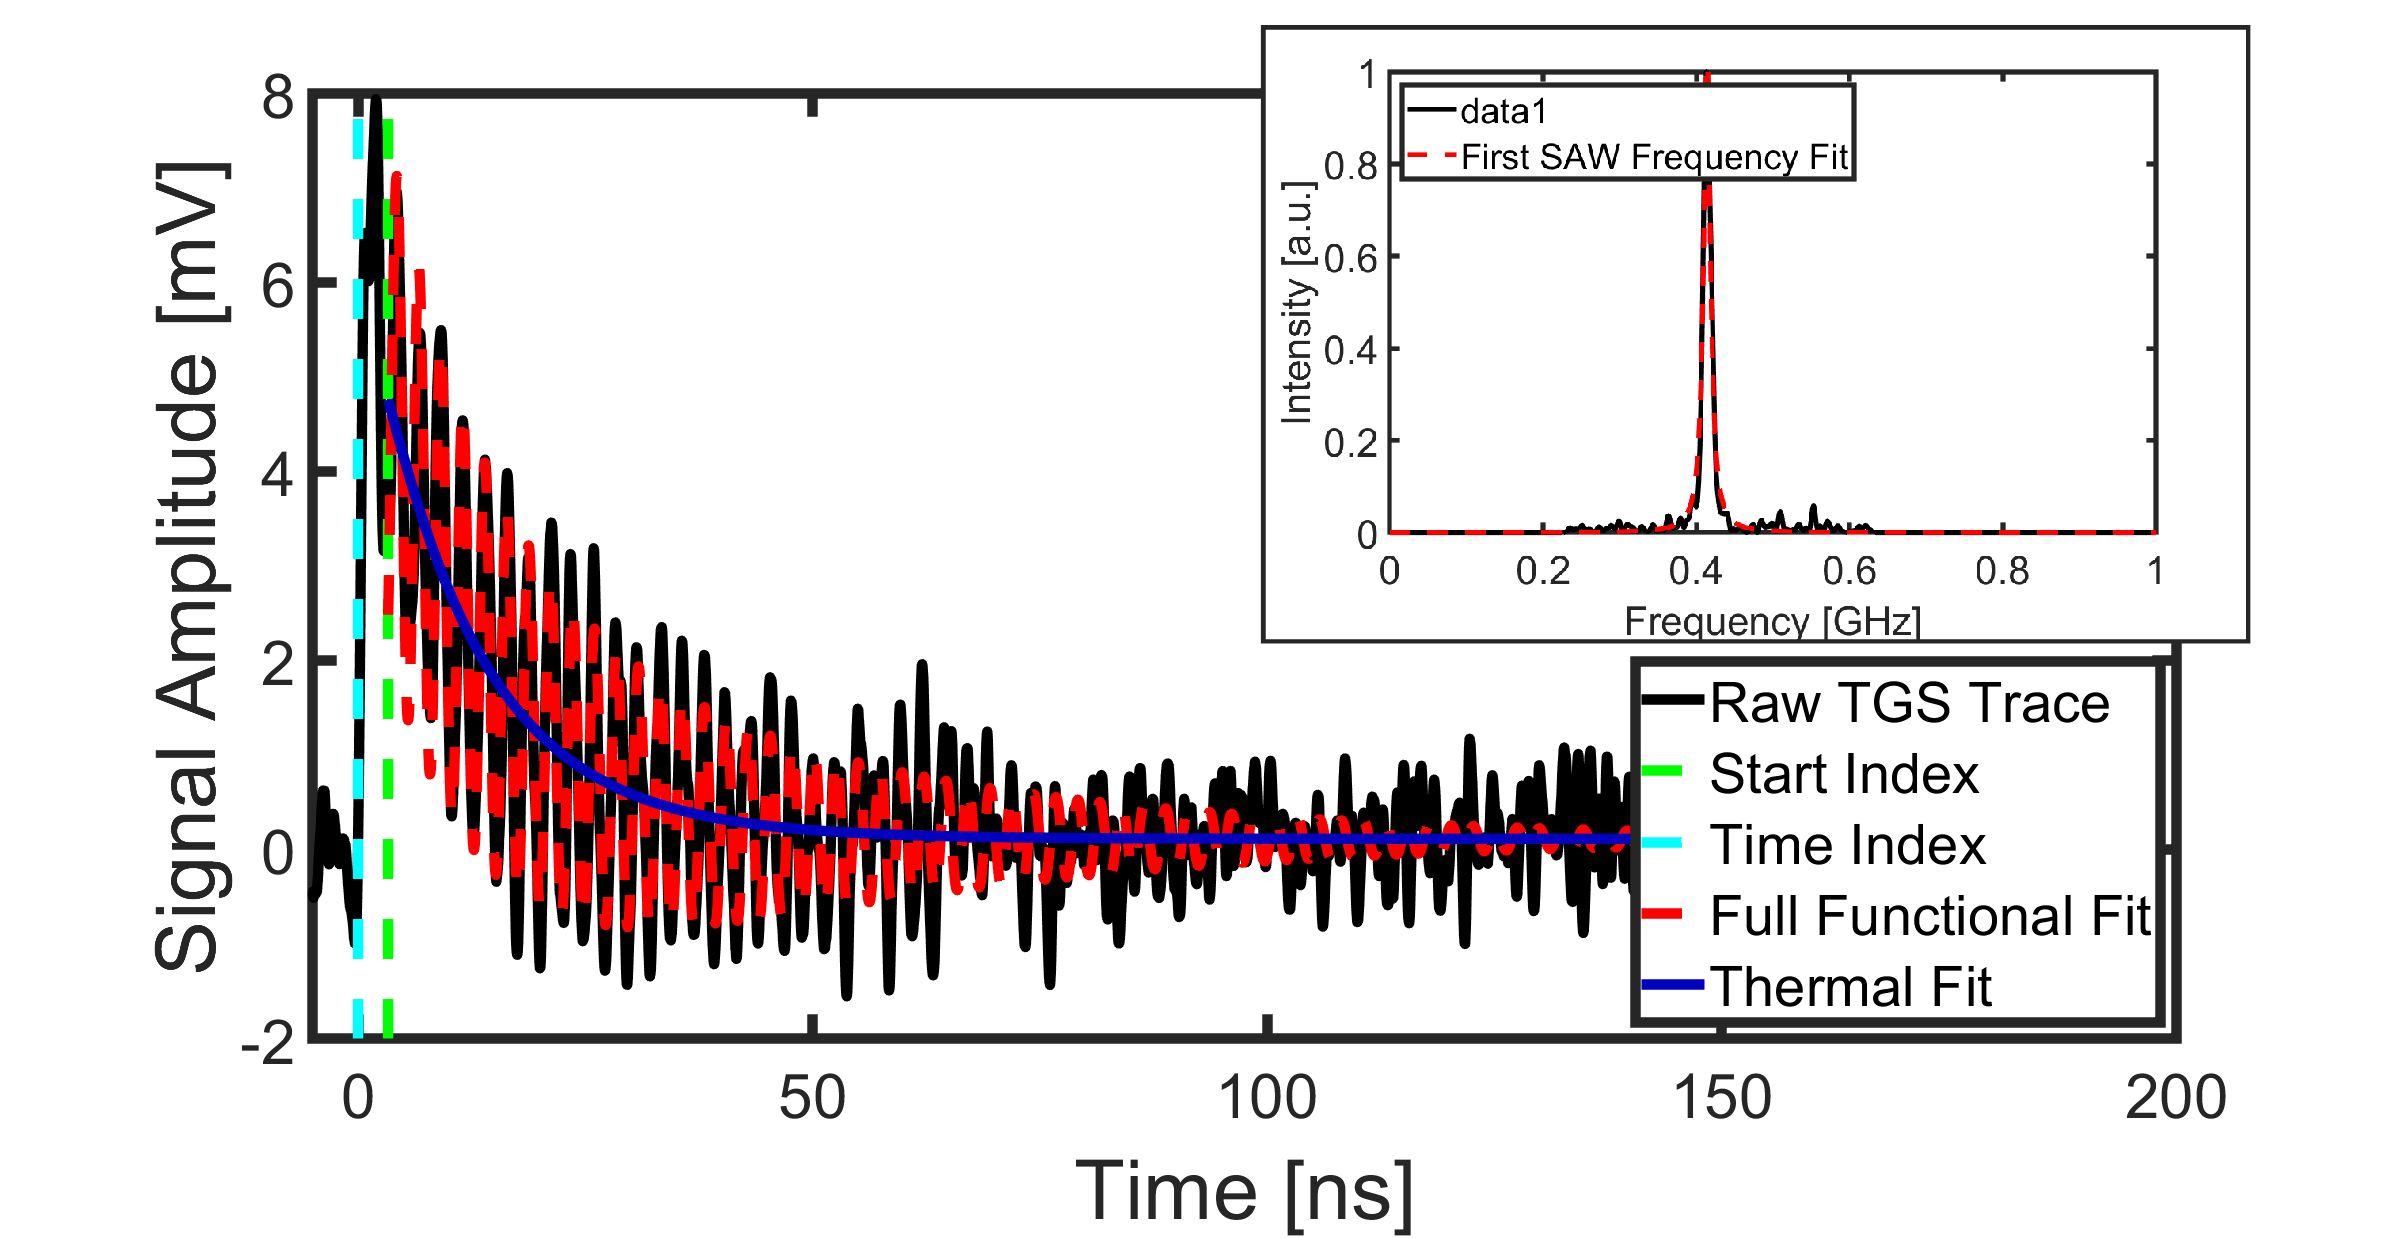 Signal Amplitude [mV]
8
6
4
2
0
-2
0
50
100
150
200
Time [ns]
Raw TGS Trace
Start Index
Time Index
Full Functional Fit
Thermal Fit
Intensity [a.u.]
1
0.8
0.6
0.4
0.2
0
data1
First SAW Frequency Fit
0
0.2
0.4
0.6
0.8
1
Frequency [GHz]